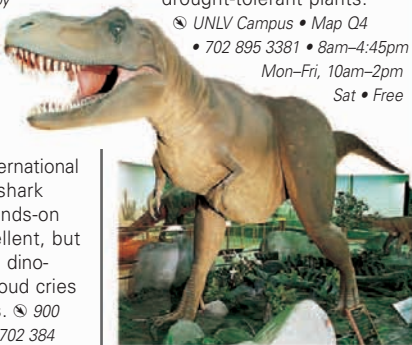 drought-tolerant plants.
UNLV Campus • Map Q4
• 702 895 3381 • 8am–4:45pm
Mon–Fri, 10am–2pm
Sat • Free
ernational
shark
nds-on
ellent, but
dino-
oud cries
s. 900
702 384